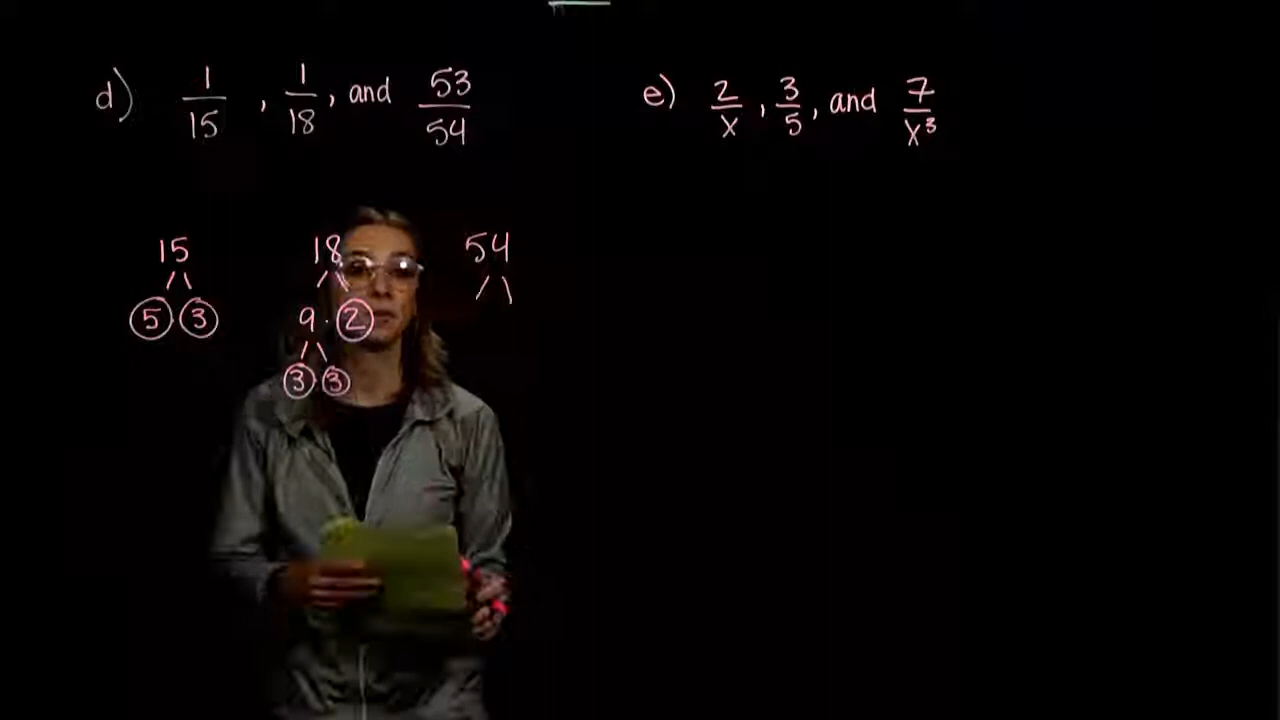 d) 1/15 , 1/18 , and 53/54
15 18 54
5 · 3 9 · 2
3 · 3
e) 2/x , 3/5 , and 7/x³